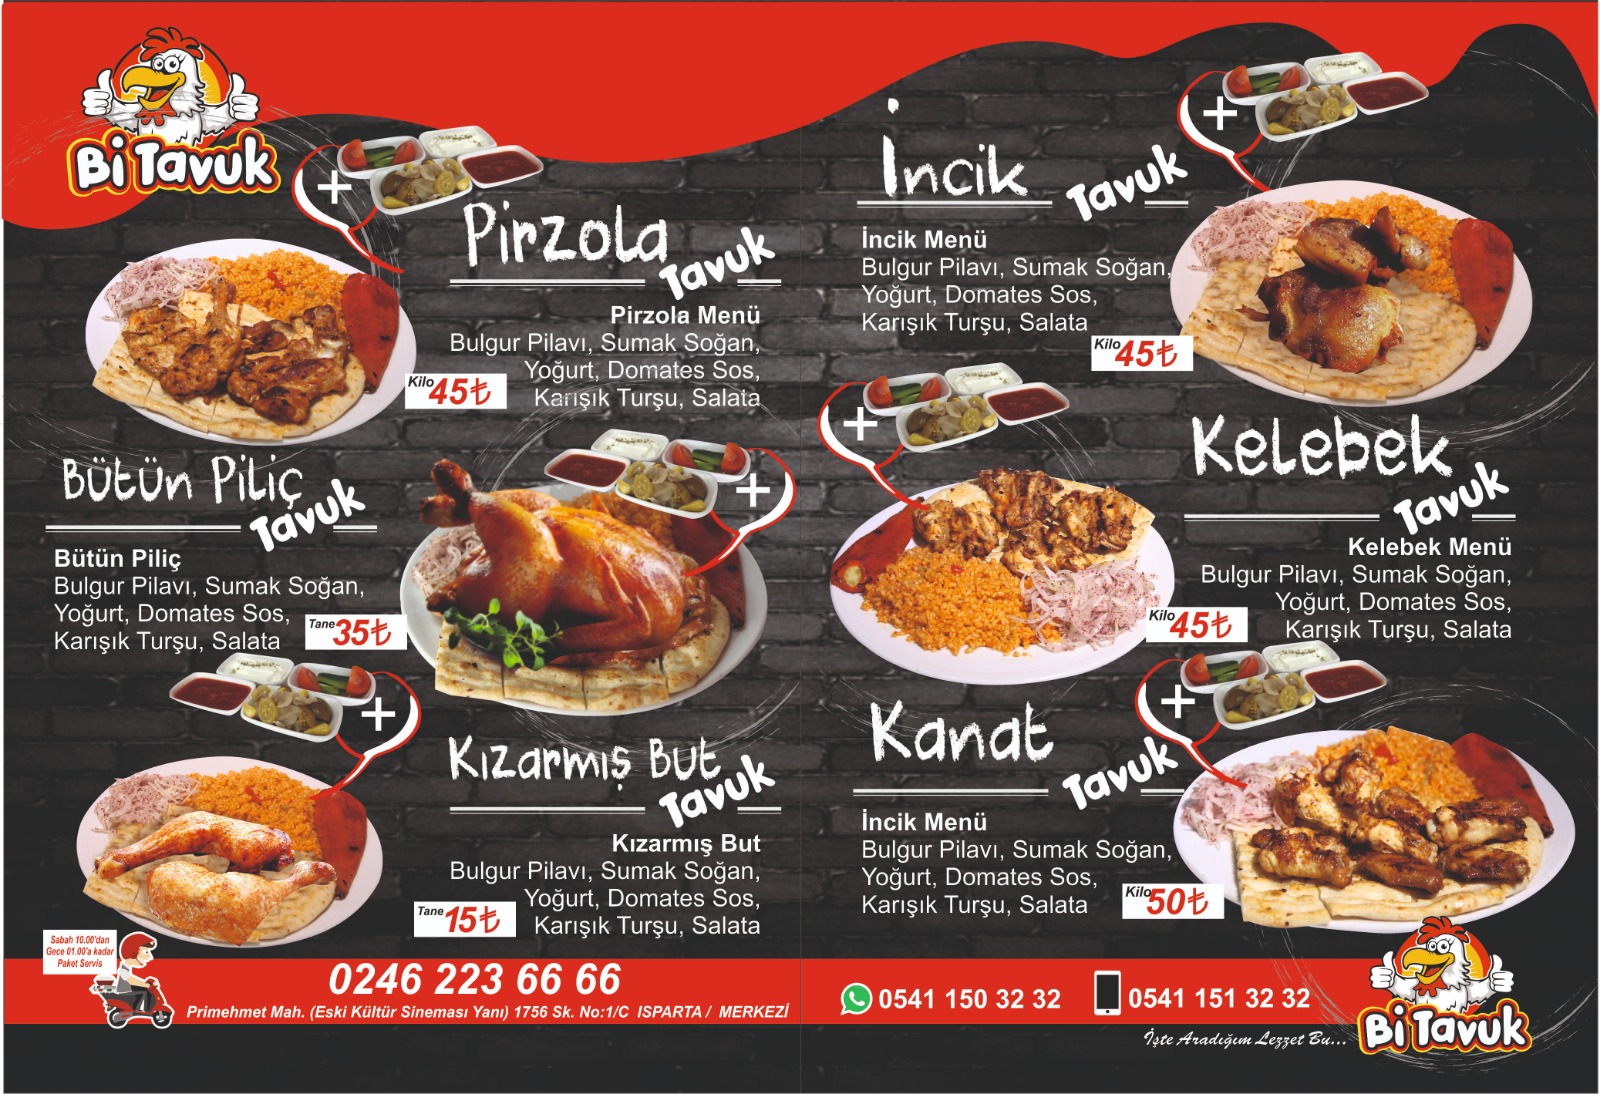 Bi Tavuk
Pirzola
Tavuk
Pirzola Menü
Bulgur Pilavı, Sumak Soğan,
Yoğurt, Domates Sos,
Karışık Turşu, Salata
Kilo 45₺
Bütün Piliç
Tavuk
Bütün Piliç
Bulgur Pilavı, Sumak Soğan,
Yoğurt, Domates Sos,
Karışık Turşu, Salata
Tane 35₺
Kızarmış But
Tavuk
Kızarmış But
Bulgur Pilavı, Sumak Soğan,
Yoğurt, Domates Sos,
Karışık Turşu, Salata
Tane 15₺
Sabah 10.00'dan
Gece 01.00'a kadar
Paket Servis
0246 223 66 66
Primehmet Mah. (Eski Kültür Sineması Yanı) 1756 Sk. No:1/C ISPARTA / MERKEZİ
İncik
Tavuk
İncik Menü
Bulgur Pilavı, Sumak Soğan,
Yoğurt, Domates Sos,
Karışık Turşu, Salata
Kilo 45₺
Kelebek
Tavuk
Kelebek Menü
Bulgur Pilavı, Sumak Soğan,
Yoğurt, Domates Sos,
Karışık Turşu, Salata
Kilo 45₺
Kanat
Tavuk
İncik Menü
Bulgur Pilavı, Sumak Soğan,
Yoğurt, Domates Sos,
Karışık Turşu, Salata
Kilo 50₺
0541 150 32 32
0541 151 32 32
İşte Aradığım Lezzet Bu...
Bi Tavuk